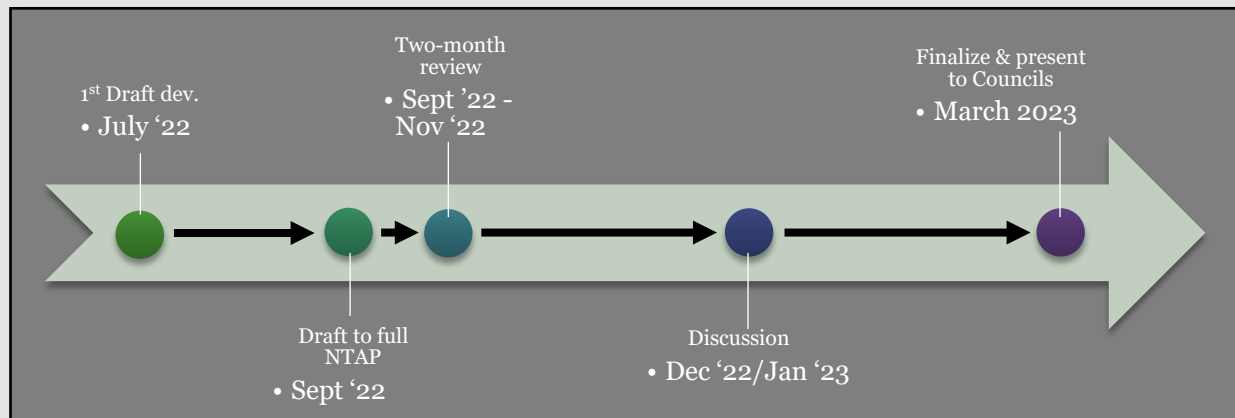 1st Draft dev.
• July ‘22
Draft to full
NTAP
• Sept ‘22
Two-month
review
• Sept ’22 -
Nov ‘22
Discussion
• Dec ‘22/Jan ‘23
Finalize & present
to Councils
• March 2023